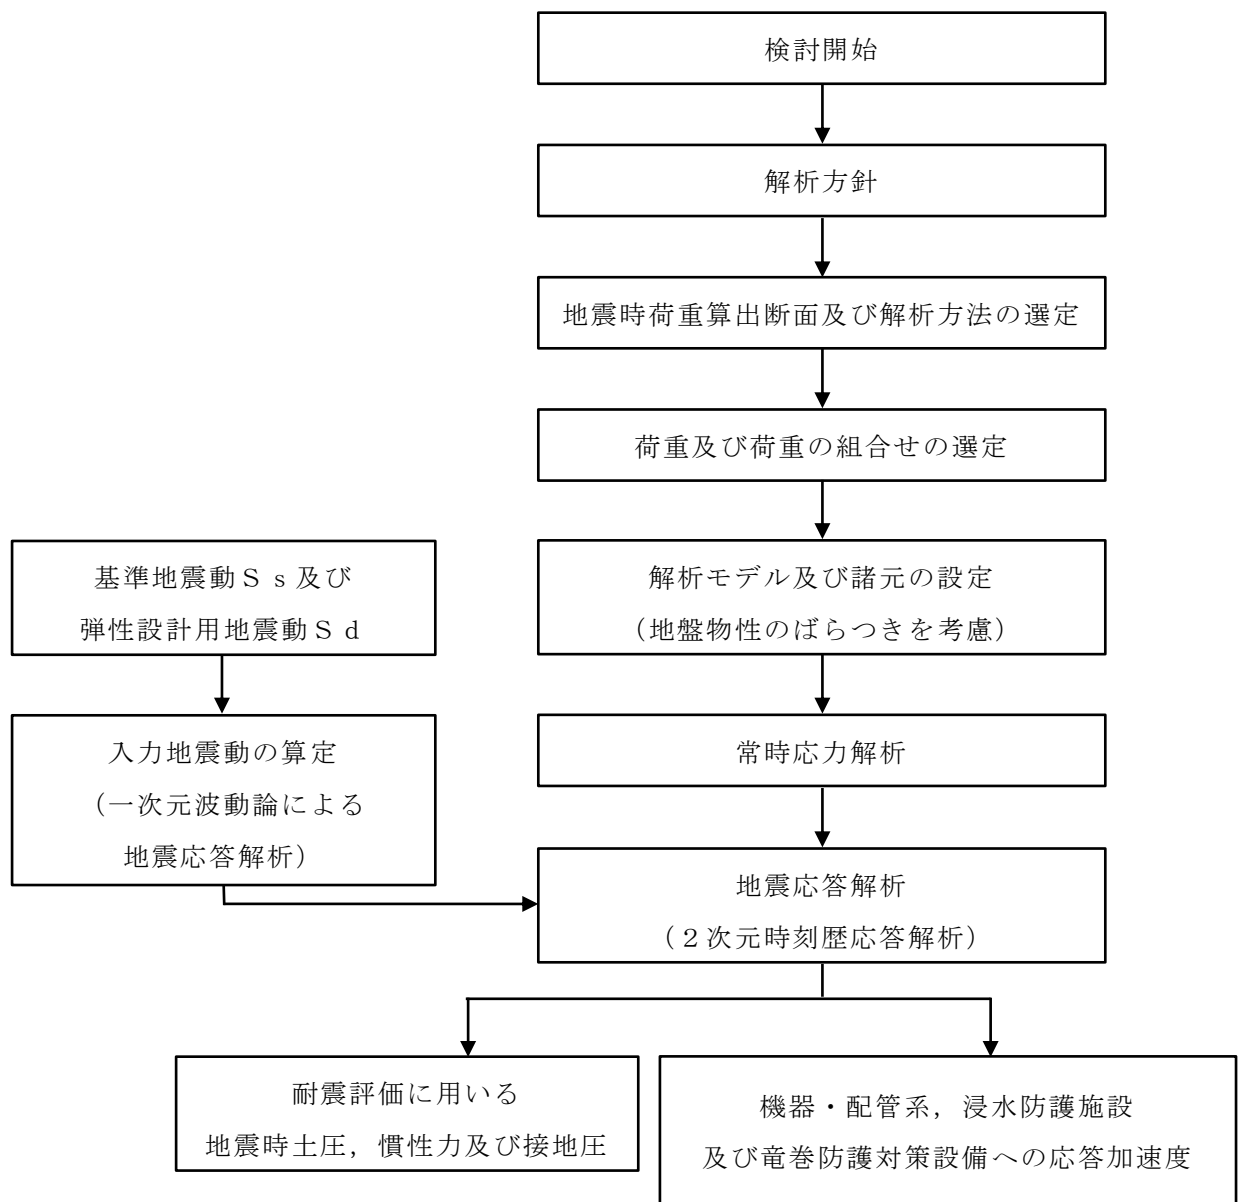 検討開始
解析方針
地震時荷重算出断面及び解析方法の選定
荷重及び荷重の組合せの選定
基準地震動Ｓｓ及び
弾性設計用地震動Ｓｄ
解析モデル及び諸元の設定
（地盤物性のばらつきを考慮）
入力地震動の算定
（一次元波動論による
地震応答解析）
常時応力解析
地震応答解析
（２次元時刻歴応答解析）
耐震評価に用いる
地震時土圧，慣性力及び接地圧
機器・配管系，浸水防護施設
及び竜巻防護対策設備への応答加速度